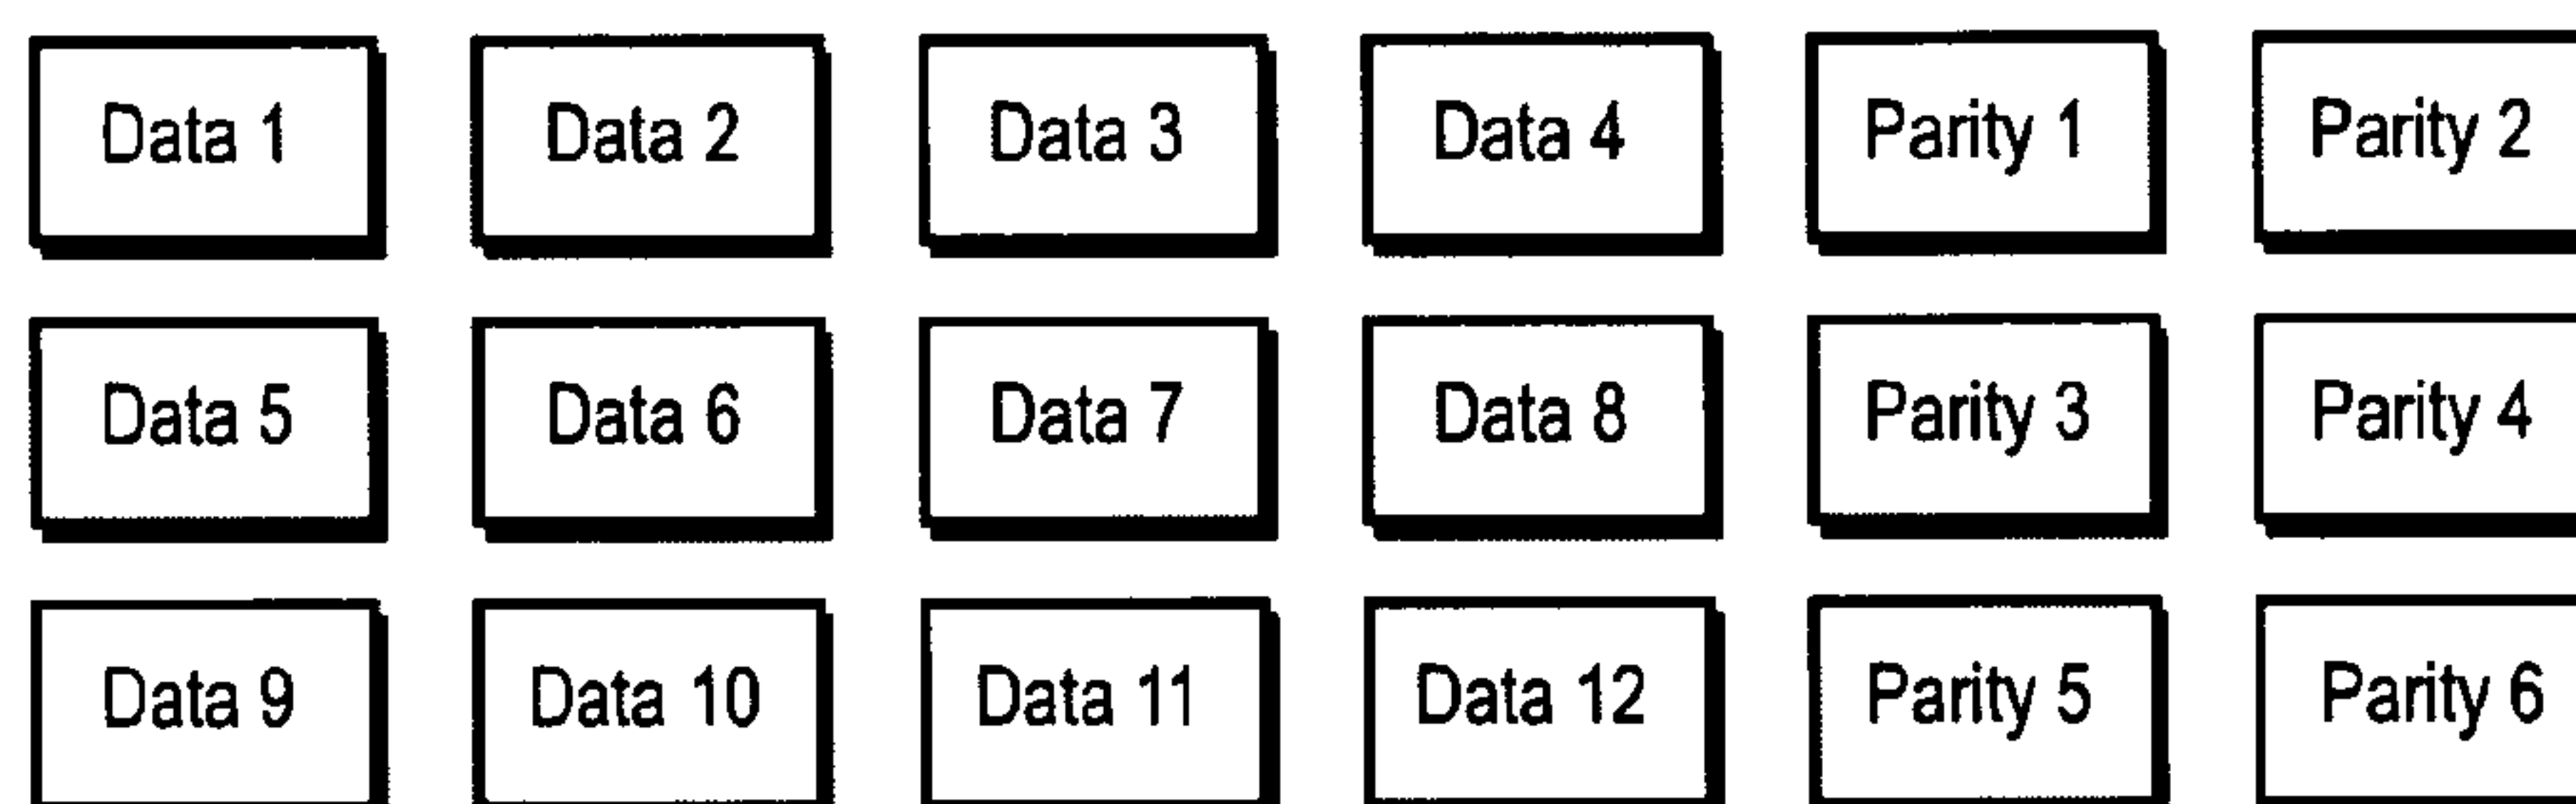 Data 1 Data 2 Data 3 Data 4 Parity 1 Parity 2
Data 5 Data 6 Data 7 Data 8 Parity 3 Parity 4
Data 9 Data 10 Data 11 Data 12 Parity 5 Parity 6